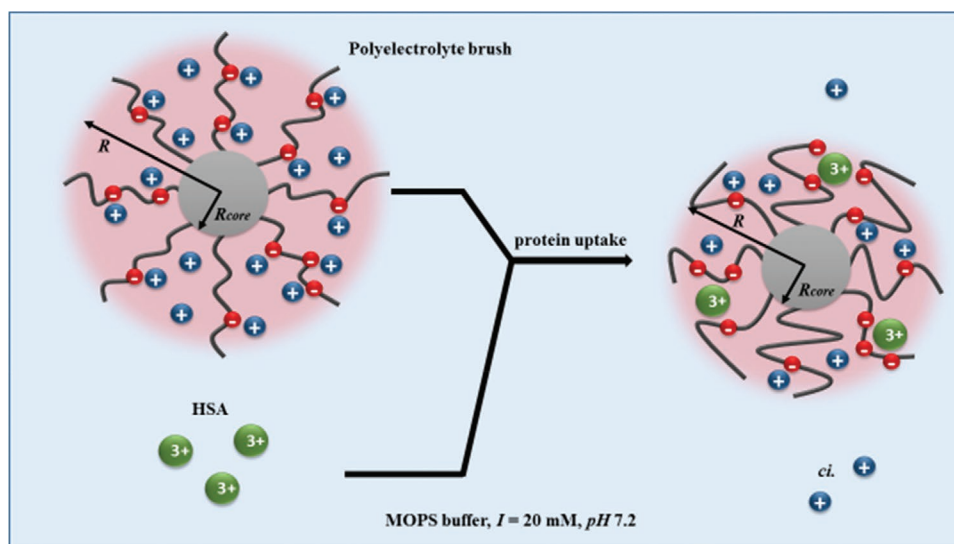 Polyelectrolyte brush
R
Rcore
protein uptake
R
Rcore
3+
3+
3+
HSA
3+
3+
3+
ci.
MOPS buffer, I = 20 mM, pH 7.2